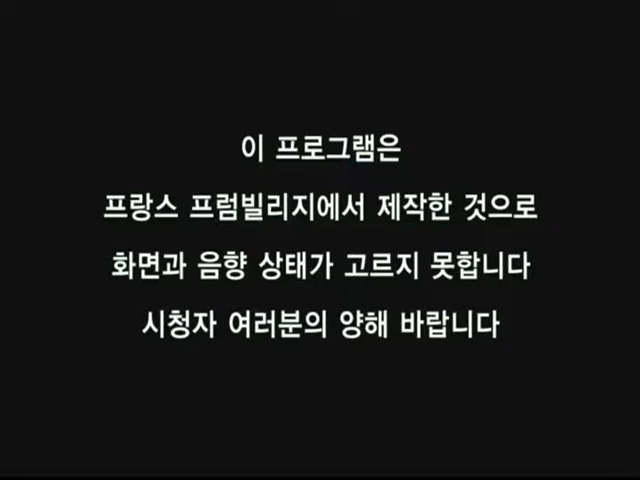 이 프로그램은
프랑스 프럼빌리지에서 제작한 것으로
화면과 음향 상태가 고르지 못합니다
시청자 여러분의 양해 바랍니다